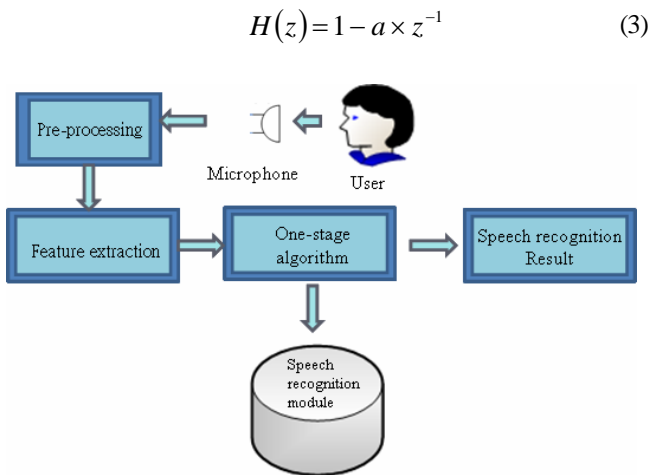 H(z) = 1 − a × z⁻¹ (3)
Pre-processing
Microphone
User
Feature extraction
One-stage
algorithm
Speech recognition
Result
Speech
recognition
module